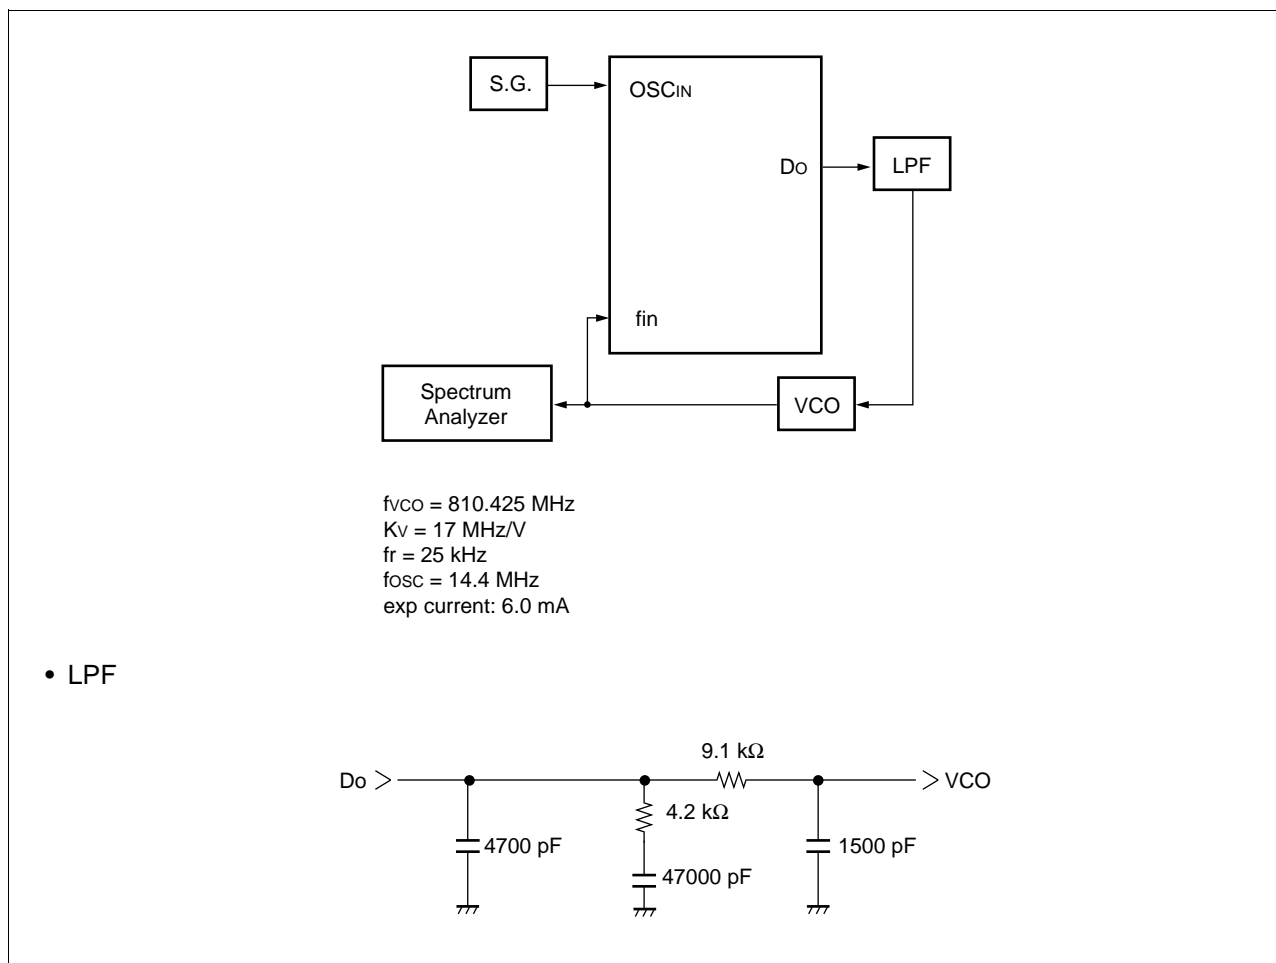 S.G.
OSCIN
Do
LPF
fin
Spectrum
Analyzer
VCO
fVCO = 810.425 MHz
KV = 17 MHz/V
fr = 25 kHz
fOSC = 14.4 MHz
exp current: 6.0 mA
• LPF
9.1 kΩ
Do
VCO
4.2 kΩ
4700 pF
1500 pF
47000 pF